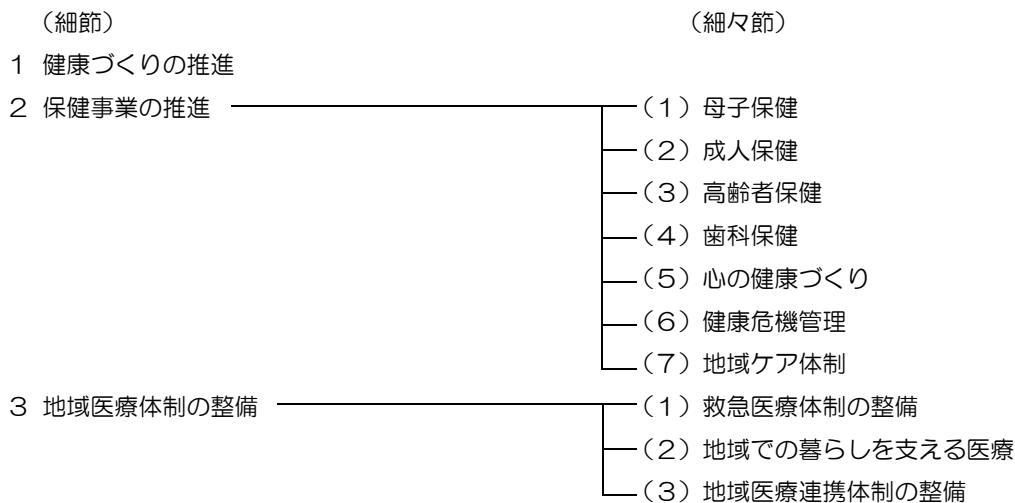 （細節） （細々節）
１ 健康づくりの推進
２ 保健事業の推進 （１）母子保健
（２）成人保健
（３）高齢者保健
（４）歯科保健
（５）心の健康づくり
（６）健康危機管理
（７）地域ケア体制
３ 地域医療体制の整備 （１）救急医療体制の整備
（２）地域での暮らしを支える医療
（３）地域医療連携体制の整備